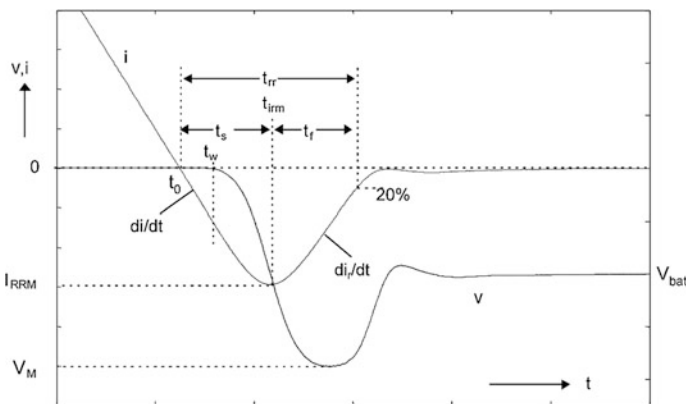 i
v,i
t_rr
t_irm
t_s
t_f
t_w
0
t_0
20%
di/dt
di_r/dt
I_RRM
V_bat
v
V_M
t